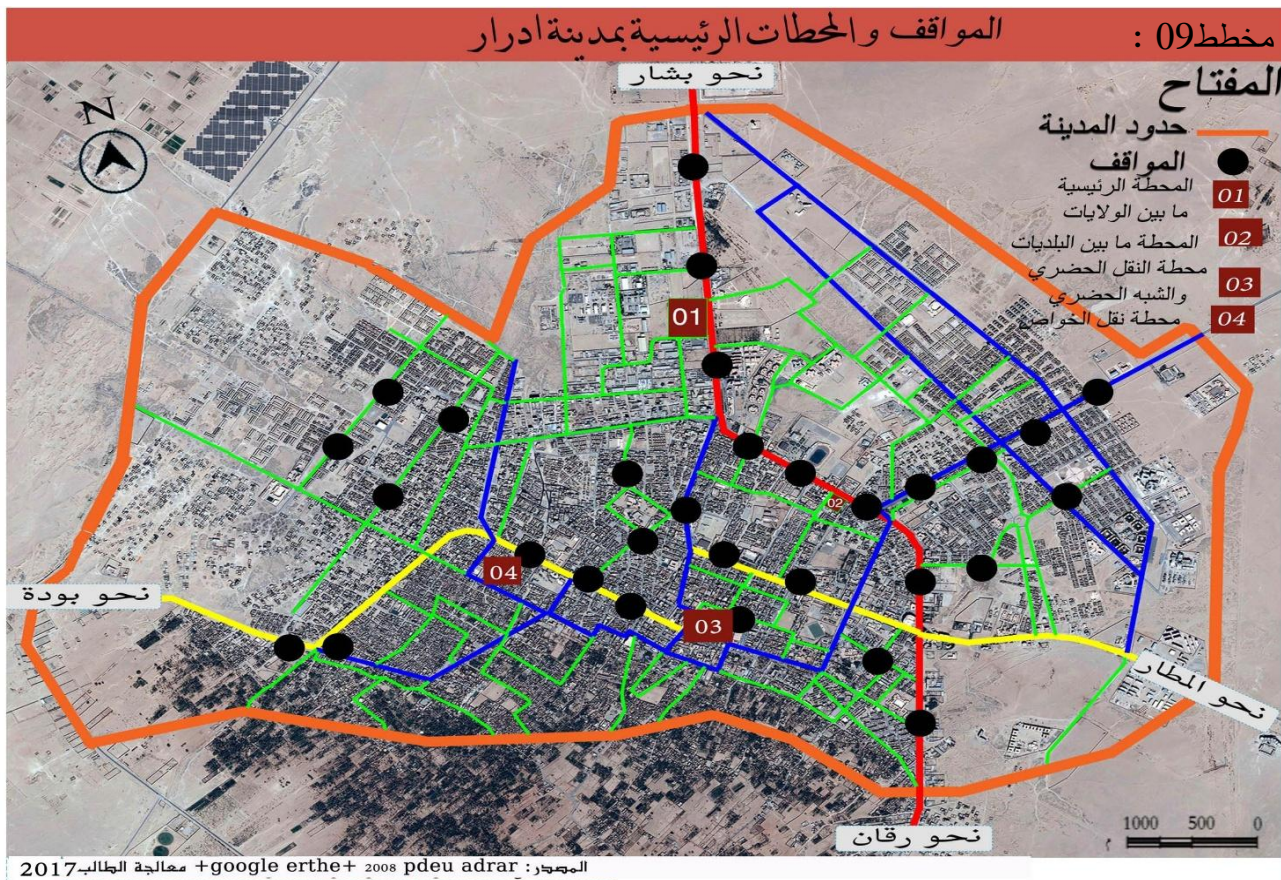 مخطط09 :
المواقف والمحطات الرئيسية بمدينة ادرار
نحو بشار
N
المفتاح
حدود المدينة
المواقف
01 المحطة الرئيسية
ما بين الولايات
02 المحطة ما بين البلديات
03 محطة النقل الحضري
والشبه الحضري
04 محطة نقل الخواص
01
02
04
03
نحو بودة
نحو المطار
نحو رقان
1000 500 0
م
المصدر: google erthe+ 2008 pdeu adrar+ معالجة الطالب2017